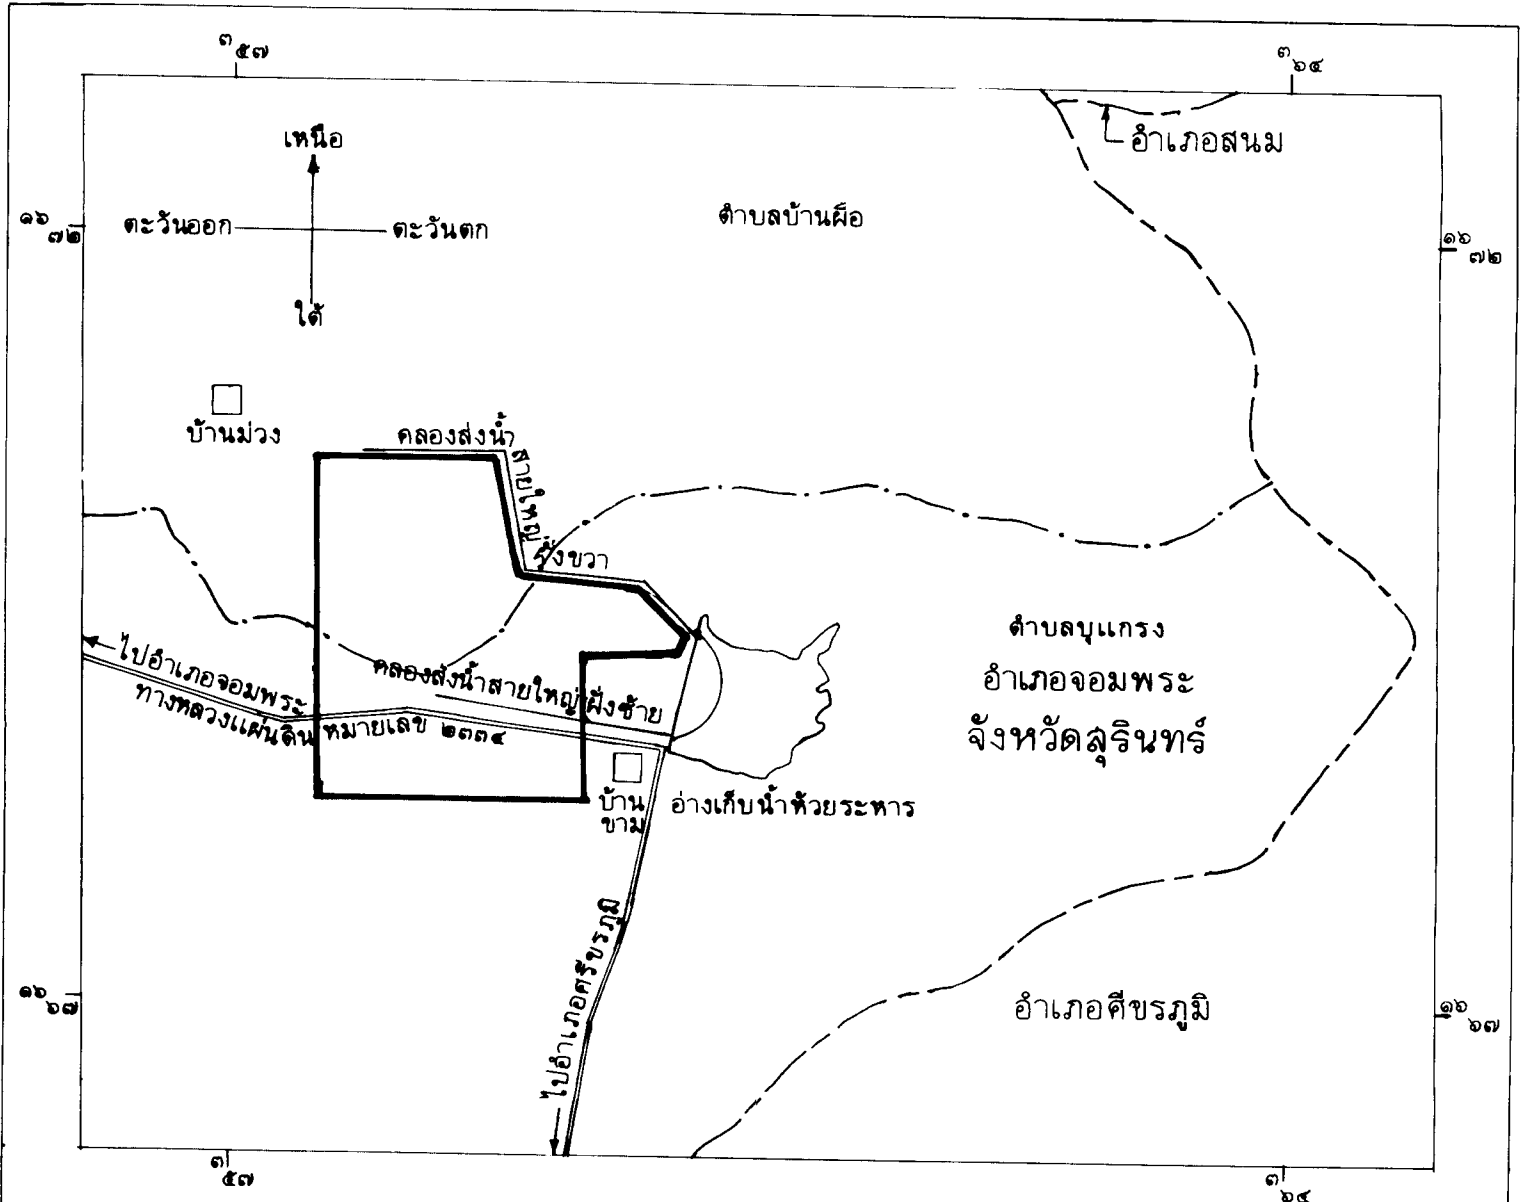 ๓๕๗
๓๖๔
เหนือ
อำเภอสนม
๑๖๗๒
ตะวันออก
ตะวันตก
ตำบลบ้านผือ
๑๖๗๒
ใต้
บ้านม่วง
คลองส่งน้ำ
สายใหญ่
ฝั่งขวา
ตำบลบุแกรง
อำเภอจอมพระ
จังหวัดสุรินทร์
ไปอำเภอจอมพระ
คลองส่งน้ำสายใหญ่ฝั่งซ้าย
ทางหลวงแผ่นดินหมายเลข ๒๓๓๔
บ้าน
ขาม
อ่างเก็บน้ำห้วยระหาร
ไปอำเภอศรีขรภูมิ
๑๖๖๗
อำเภอศีขรภูมิ
๑๖๖๗
๓๕๗
๓๖๔